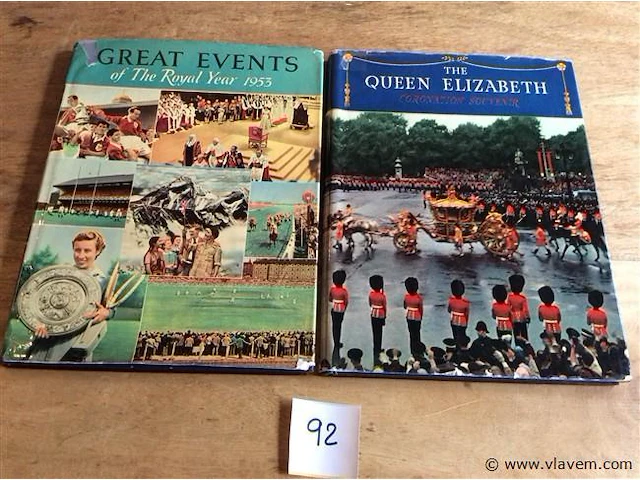 GREAT EVENTS
of The Royal Year 1953
THE
QUEEN ELIZABETH
CORONATION SOUVENIR
92
© www.vlavem.com